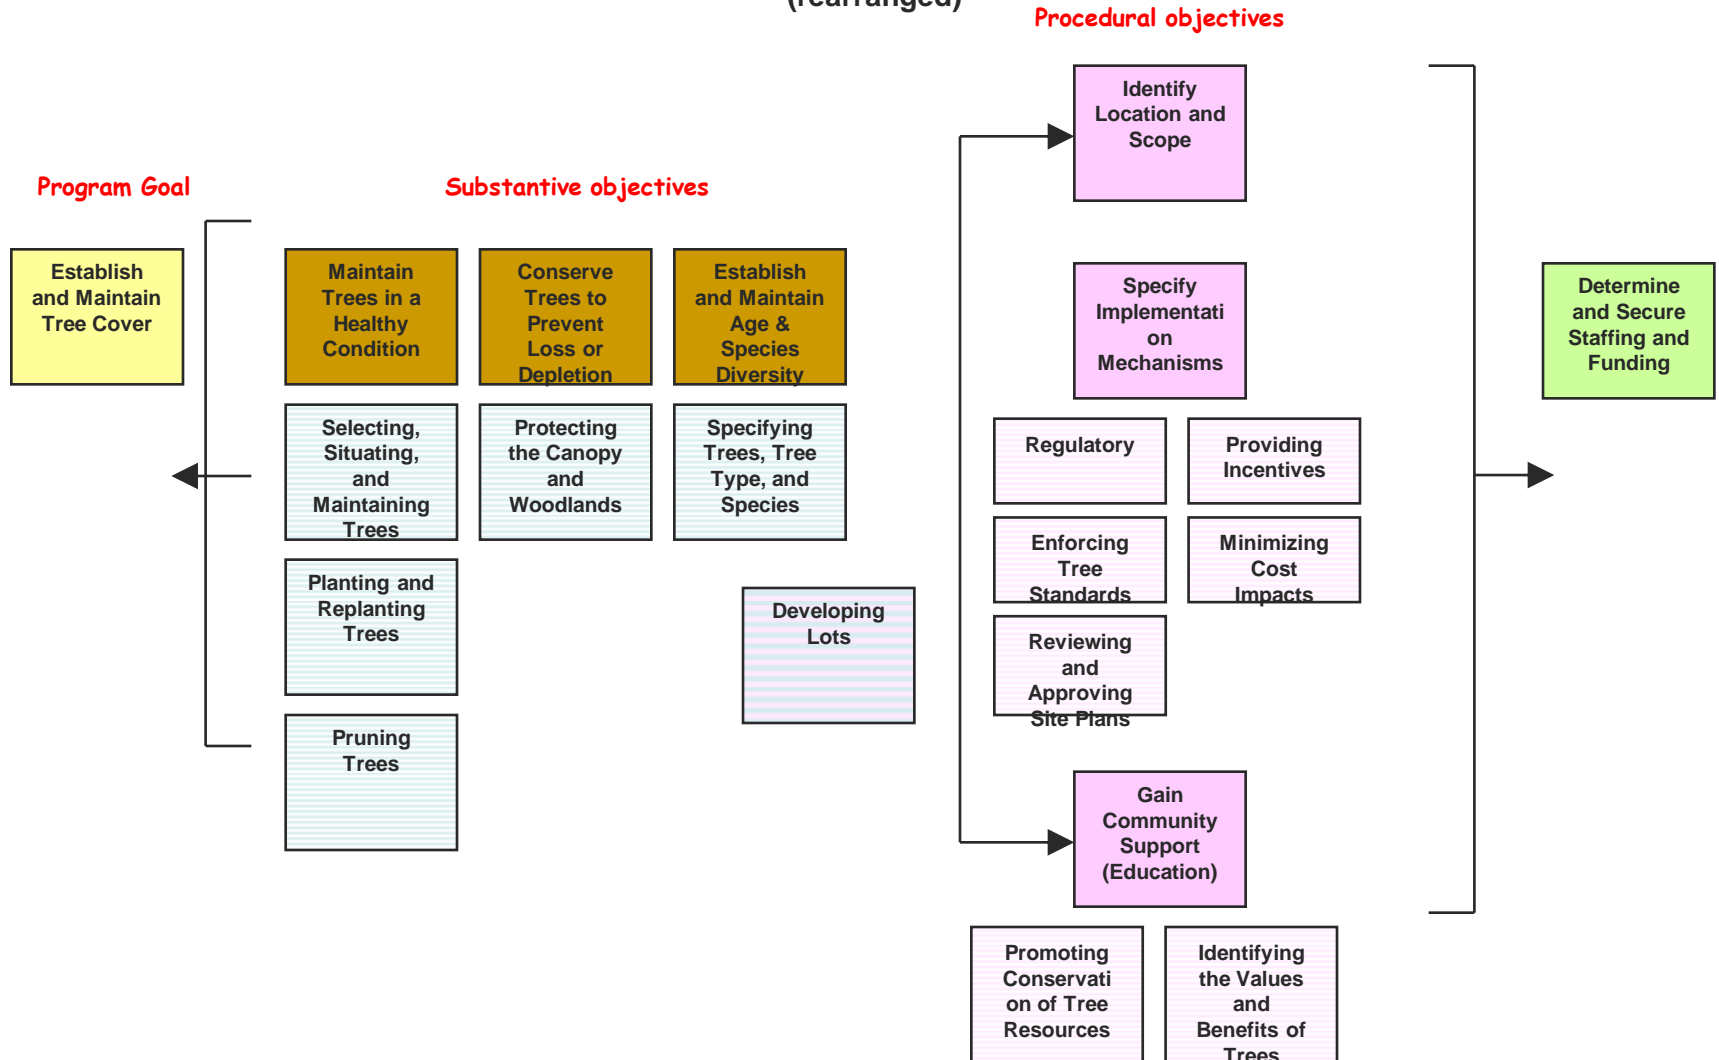 (rearranged)
Procedural objectives
Identify
Location and
Scope
Program Goal
Substantive objectives
Establish
and Maintain
Tree Cover
Maintain
Trees in a
Healthy
Condition
Conserve
Trees to
Prevent
Loss or
Depletion
Establish
and Maintain
Age &
Species
Diversity
Specify
Implementati
on
Mechanisms
Determine
and Secure
Staffing and
Funding
Selecting,
Situating,
and
Maintaining
Trees
Protecting
the Canopy
and
Woodlands
Specifying
Trees, Tree
Type, and
Species
Regulatory
Providing
Incentives
Enforcing
Tree
Standards
Minimizing
Cost
Impacts
Planting and
Replanting
Trees
Developing
Lots
Reviewing
and
Approving
Site Plans
Pruning
Trees
Gain
Community
Support
(Education)
Promoting
Conservati
on of Tree
Resources
Identifying
the Values
and
Benefits of
Trees